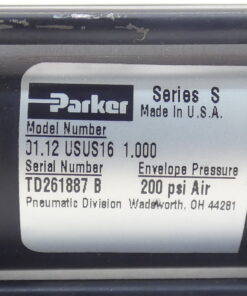 Parker Series S
Made In U.S.A.
Model Number
01.12 USUS16 1.000
Serial Number Envelope Pressure
TD261887 B 200 psi Air
Pneumatic Division Wadsworth, OH 44281